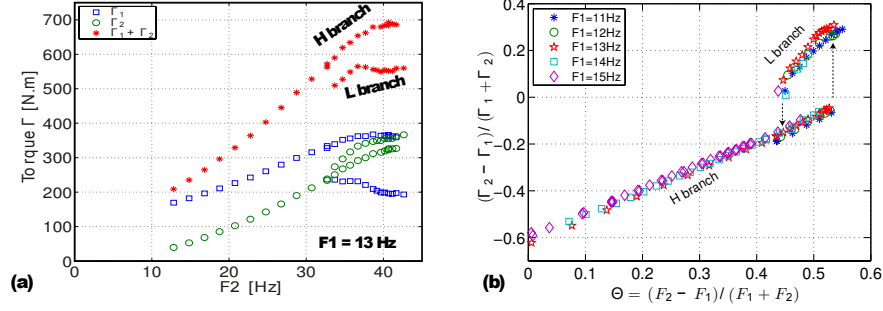 (a)
Torque Γ [N.m]
700
600
500
400
300
200
100
0
Γ1
Γ2
Γ1 + Γ2
H branch
L branch
F1 = 13 Hz
0
10
20
30
40
F2 [Hz]
(b)
(Γ2 − Γ1)/(Γ1 + Γ2)
0.4
0.2
0
−0.2
−0.4
−0.6
F1=11Hz
F1=12Hz
F1=13Hz
F1=14Hz
F1=15Hz
L branch
H branch
0
0.1
0.2
0.3
0.4
0.5
0.6
Θ = (F2 − F1)/(F1 + F2)